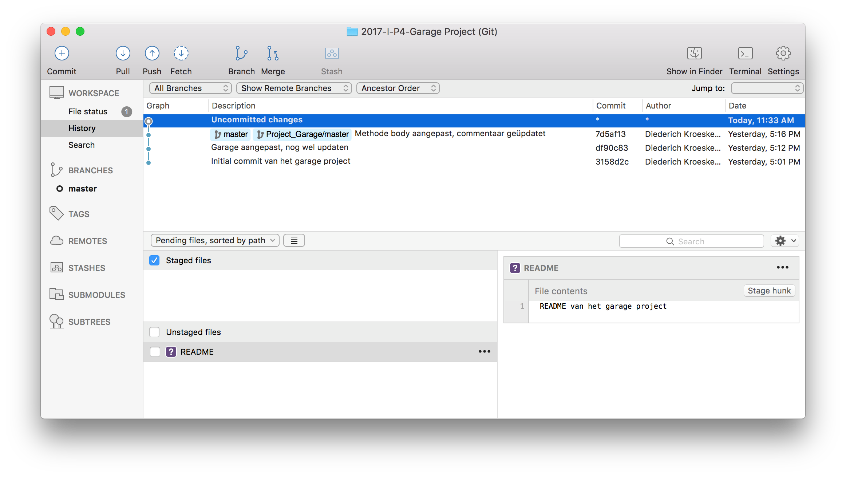 2017-I-P4-Garage Project (Git)
Commit Pull Push Fetch Branch Merge Stash Show in Finder Terminal Settings
WORKSPACE
File status 1
History
Search
BRANCHES
master
TAGS
REMOTES
STASHES
SUBMODULES
SUBTREES
All Branches Show Remote Branches Ancestor Order Jump to:
Graph Description Commit Author Date
Uncommitted changes * * Today, 11:33 AM
master Project_Garage/master Methode body aangepast, commentaar geüpdatet 7d5af13 Diederich Kroeske... Yesterday, 5:16 PM
Garage aangepast, nog wel updaten df90c63 Diederich Kroeske... Yesterday, 5:12 PM
Initial commit van het garage project 3158d2c Diederich Kroeske... Yesterday, 5:01 PM
Pending files, sorted by path Search
Staged files
Unstaged files
? README •••
? README •••
File contents Stage hunk
1 README van het garage project